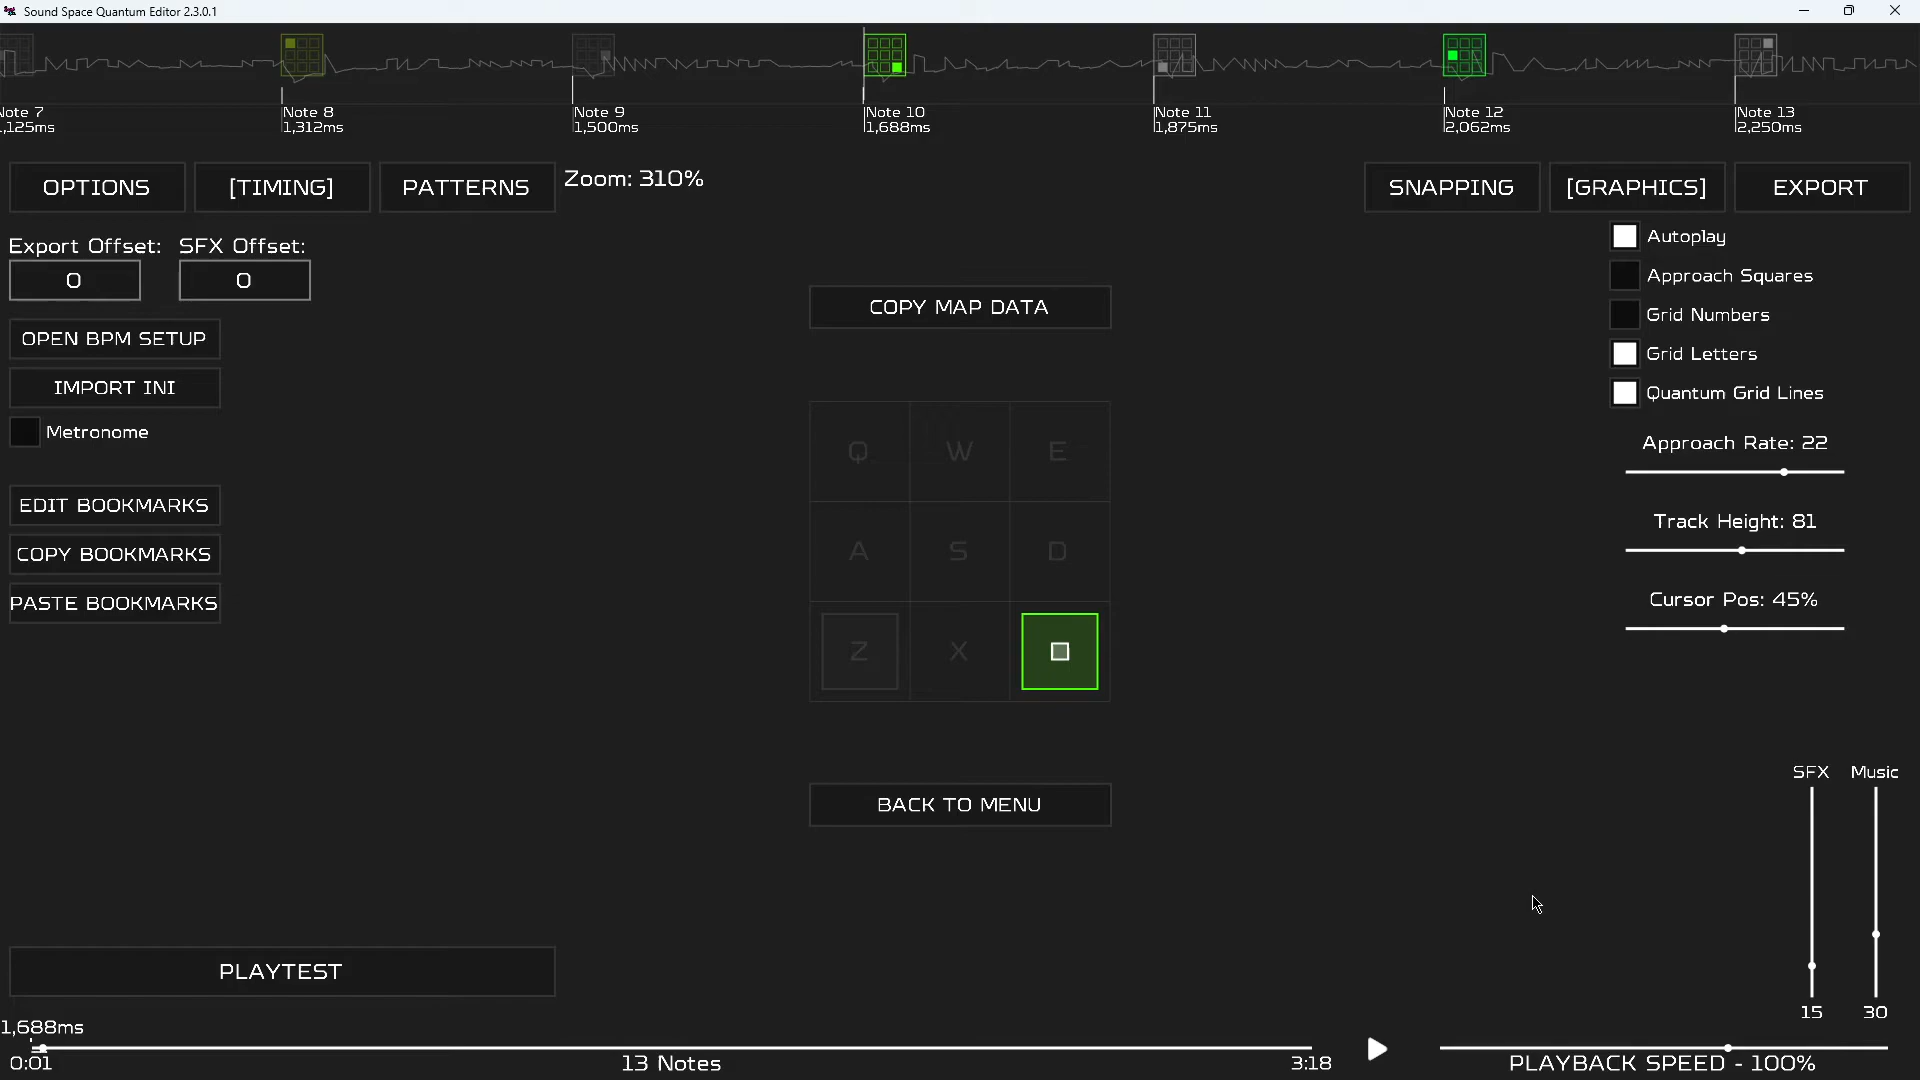 Sound Space Quantum Editor 2.3.0.1
Note 7
1,125ms
Note 8
1,312ms
Note 9
1,500ms
Note 10
1,688ms
Note 11
1,875ms
Note 12
2,062ms
Note 13
2,250ms
OPTIONS
[TIMING]
PATTERNS
Zoom: 310%
SNAPPING
[GRAPHICS]
EXPORT
Export Offset:
SFX Offset:
0
0
OPEN BPM SETUP
IMPORT INI
Metronome
EDIT BOOKMARKS
COPY BOOKMARKS
PASTE BOOKMARKS
COPY MAP DATA
Q W E
A S D
Z X
BACK TO MENU
Autoplay
Approach Squares
Grid Numbers
Grid Letters
Quantum Grid Lines
Approach Rate: 22
Track Height: 81
Cursor Pos: 45%
SFX
Music
15
30
PLAYTEST
1,688ms
0:01
13 Notes
3:18
PLAYBACK SPEED - 100%